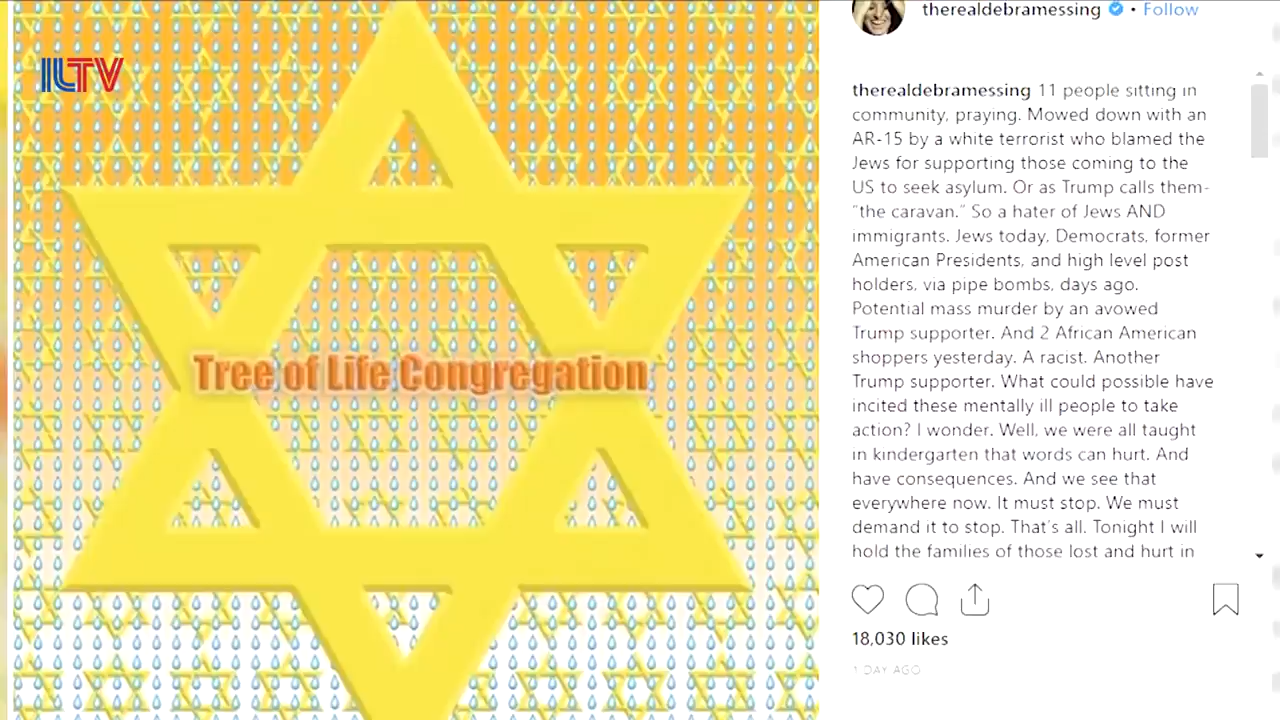 ILTV
Tree of Life Congregation
therealdebramessing • Follow
therealdebramessing 11 people sitting in
community, praying. Mowed down with an
AR-15 by a white terrorist who blamed the
Jews for supporting those coming to the
US to seek asylum. Or as Trump calls them-
"the caravan." So a hater of Jews AND
immigrants. Jews today, Democrats, former
American Presidents, and high level post
holders, via pipe bombs, days ago.
Potential mass murder by an avowed
Trump supporter. And 2 African American
shoppers yesterday. A racist. Another
Trump supporter. What could possible have
incited these mentally ill people to take
action? I wonder. Well, we were all taught
in kindergarten that words can hurt. And
have consequences. And we see that
everywhere now. It must stop. We must
demand it to stop. That's all. Tonight I will
hold the families of those lost and hurt in
18,030 likes
1 DAY AGO